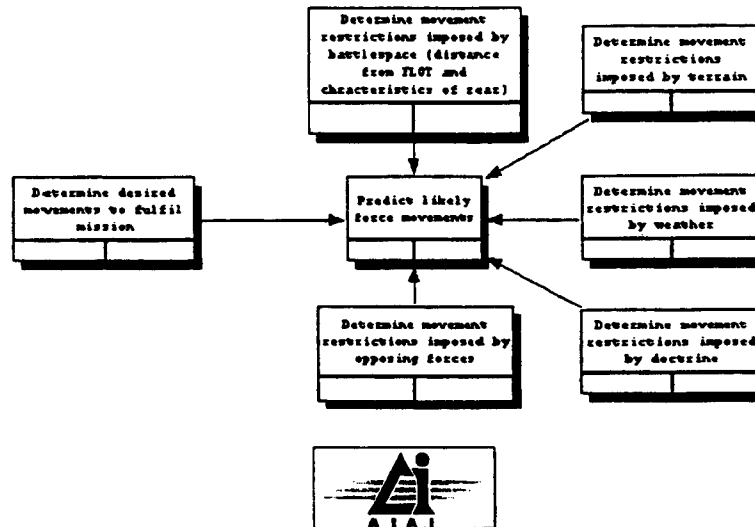 Determine movement
restrictions imposed by
battlespace (distance
from FLOT and
characteristics of rear)
Determine movement
restrictions
imposed by terrain
Determine desired
movements to fulfil
mission
Predict likely
force movements
Determine movement
restrictions imposed
by weather
Determine movement
restrictions imposed by
opposing forces
Determine movement
restrictions imposed
by doctrine
Ai
A I A I